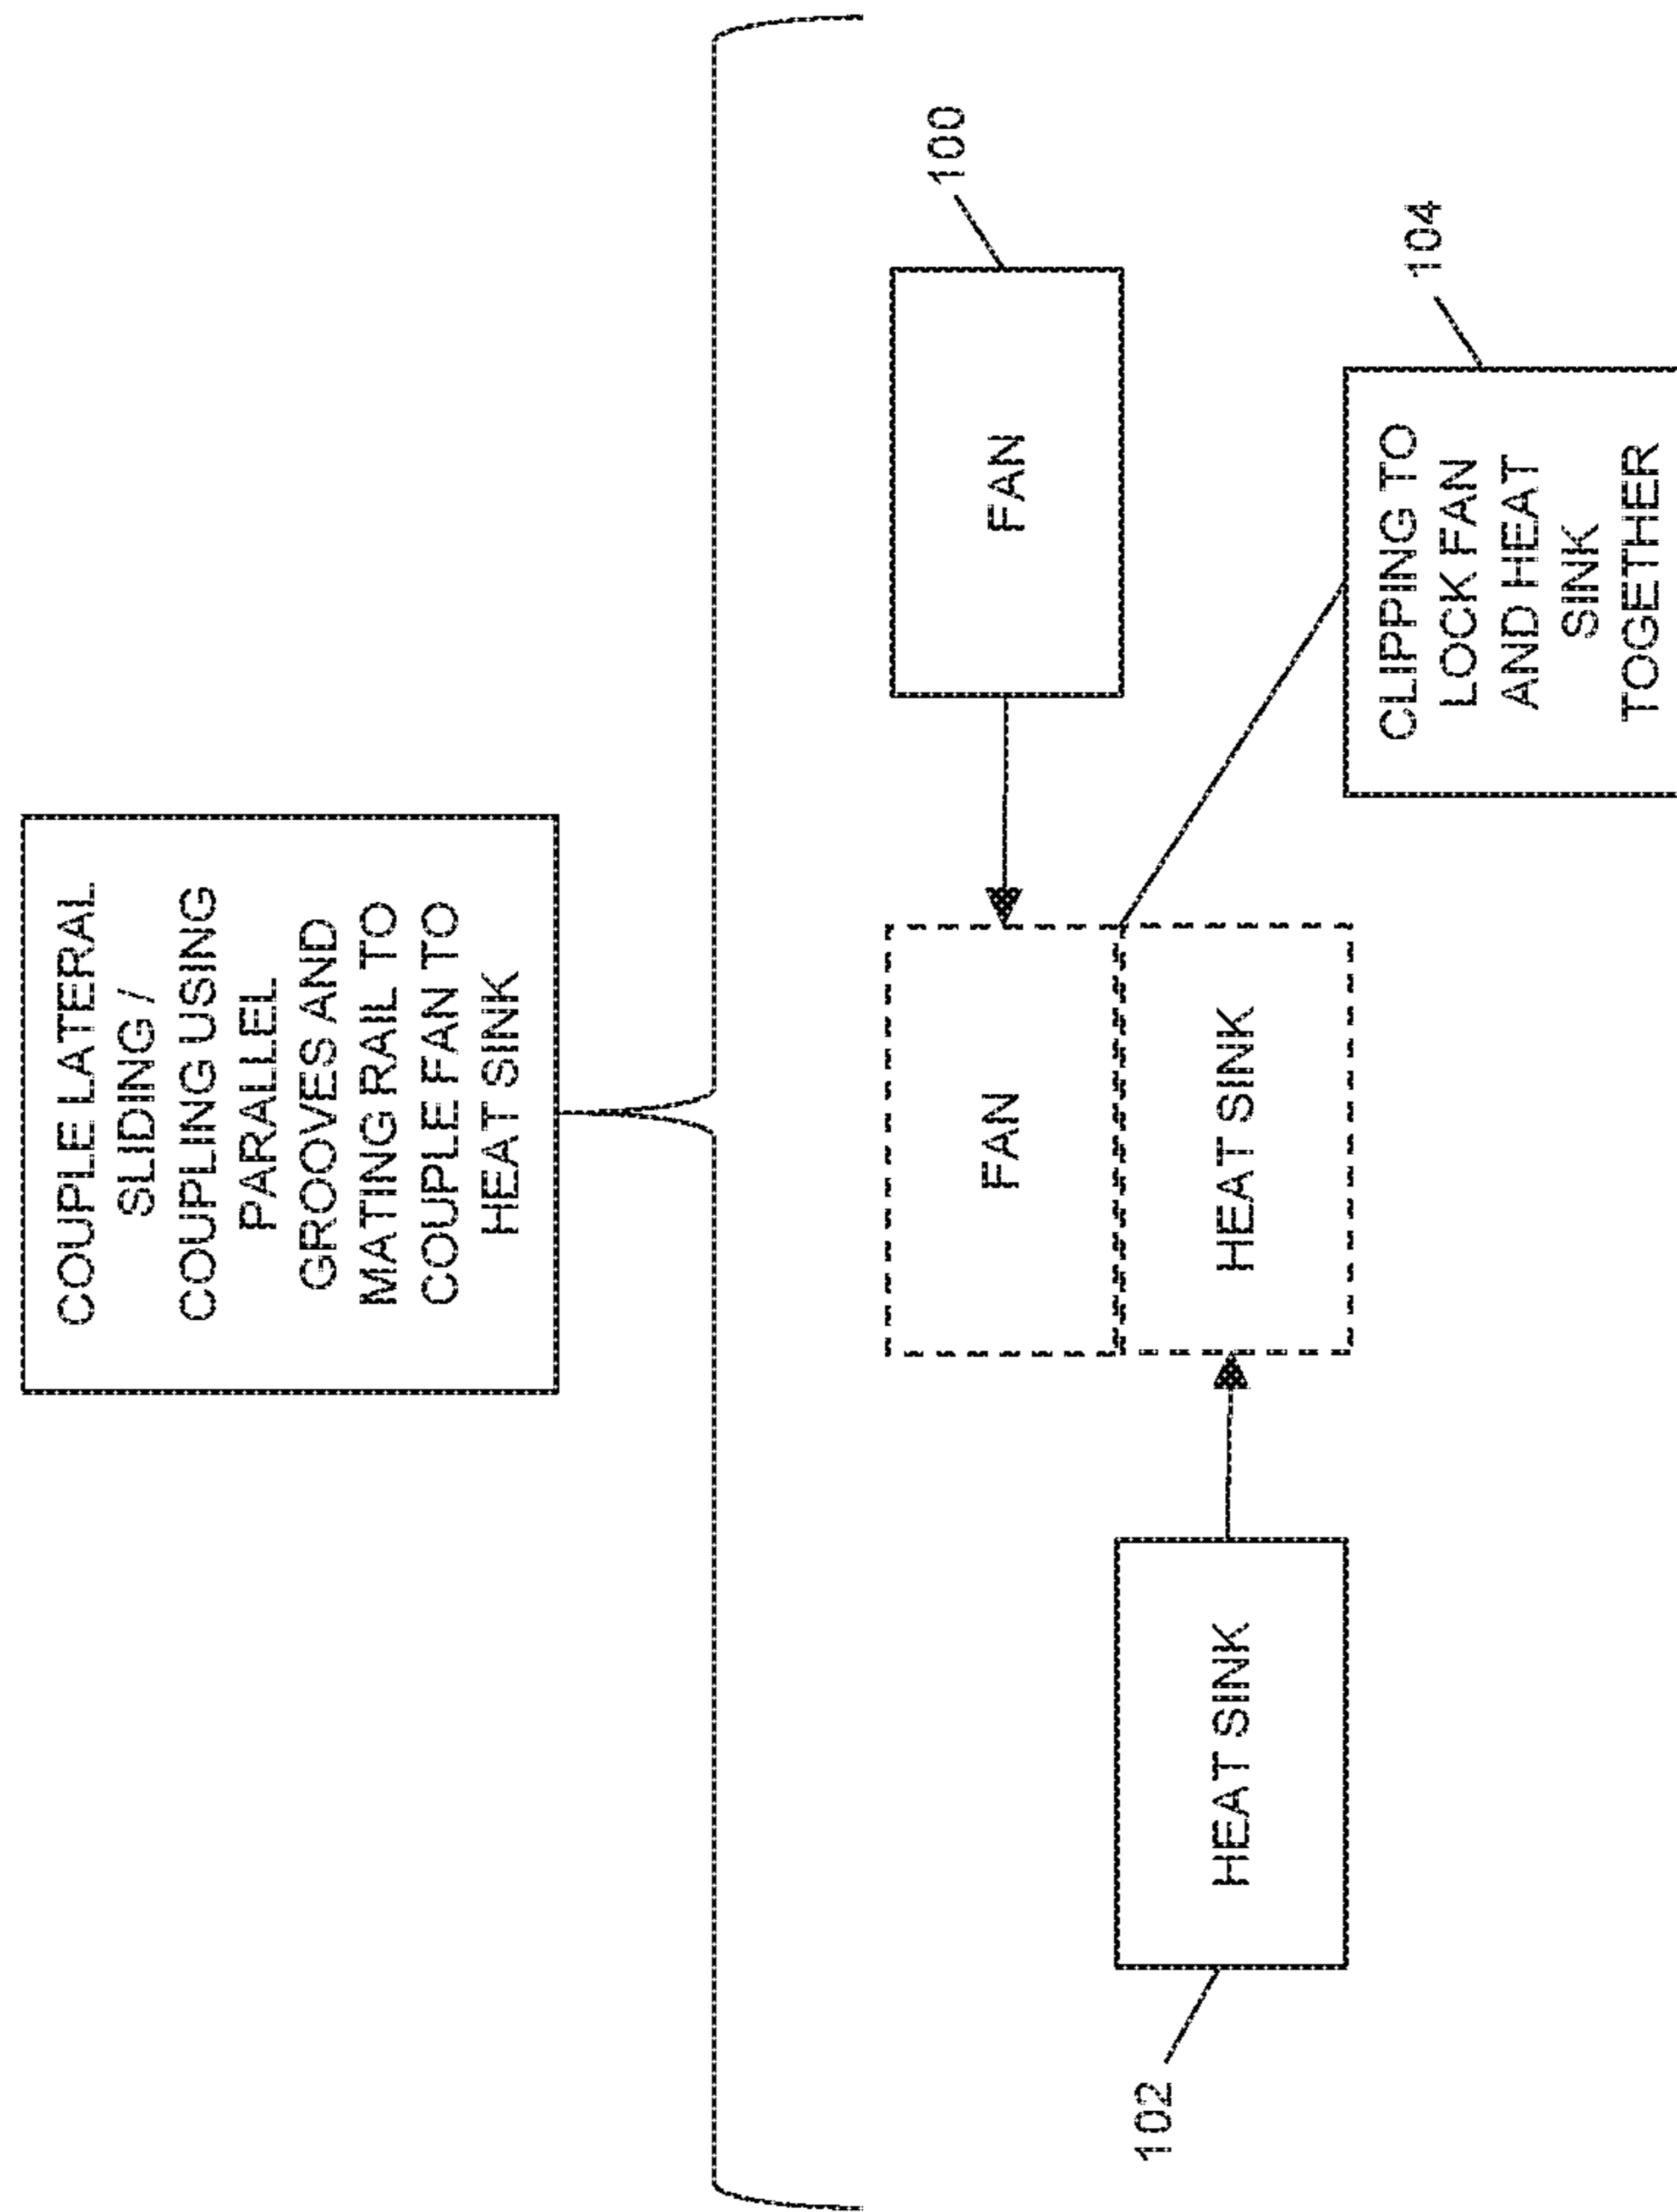 COUPLE LATERAL
SLIDING /
COUPLING USING
PARALLEL
GROOVES AND
MATING RAIL TO
COUPLE FAN TO
HEAT SINK
102
HEAT SINK
FAN
HEAT SINK
FAN
100
CLIPPING TO
LOCK FAN
AND HEAT
SINK
TOGETHER
104